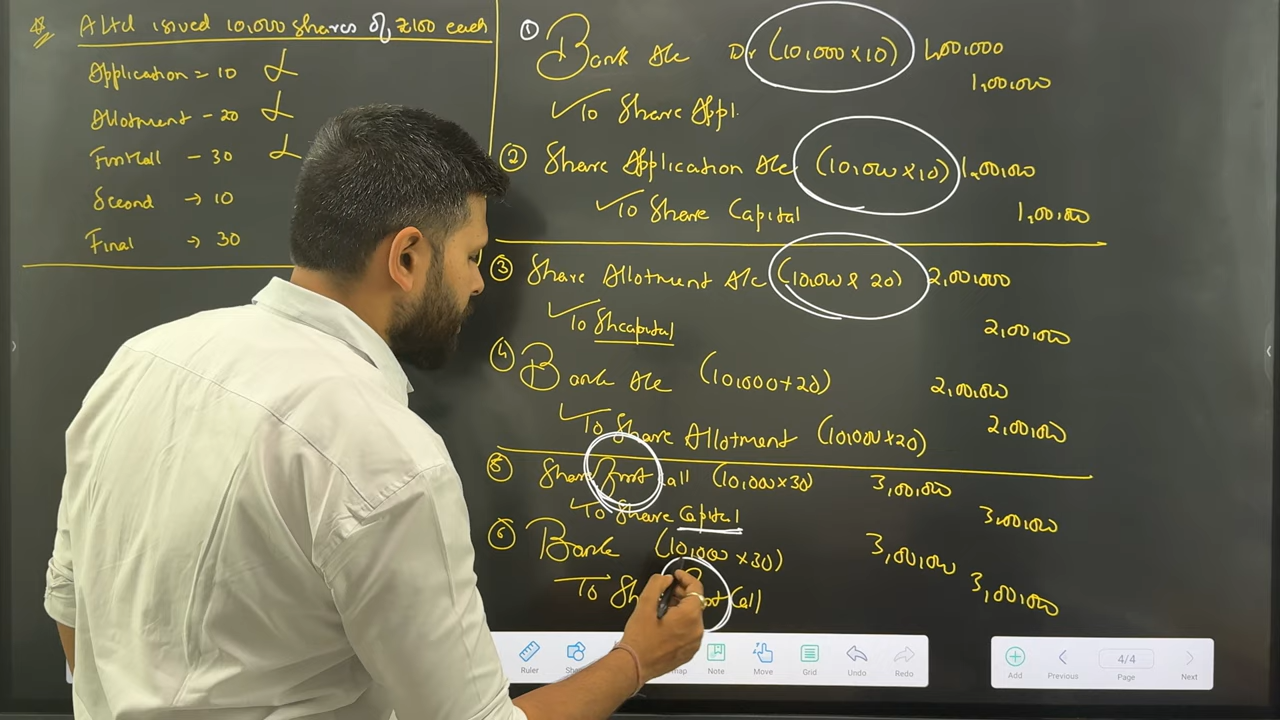 A Ltd issued 10,000 shares of ₹100 each
Application = 10
Allotment - 20
First Call - 30
Second → 10
Final → 30
① Bank A/c Dr (10,000 x 10) 1,00,000
1,00,000
To Share Appl.
② Share Application A/c (10,000 x 10) 1,00,000
To Share Capital 1,00,000
③ Share Allotment A/c (10,000 x 20) 2,00,000
To Sh capital 2,00,000
④ Bank A/c (10,000 + 20) 2,00,000
To Share Allotment (10,000 x 20) 2,00,000
⑤ Share First Call (10,000 x 30) 3,00,000
To Share Capital 3,00,000
⑥ Bank (10,000 x 30) 3,00,000
To Call 3,00,000
Ruler Note Move Grid Undo Redo
Add Previous 4/4 Page Next